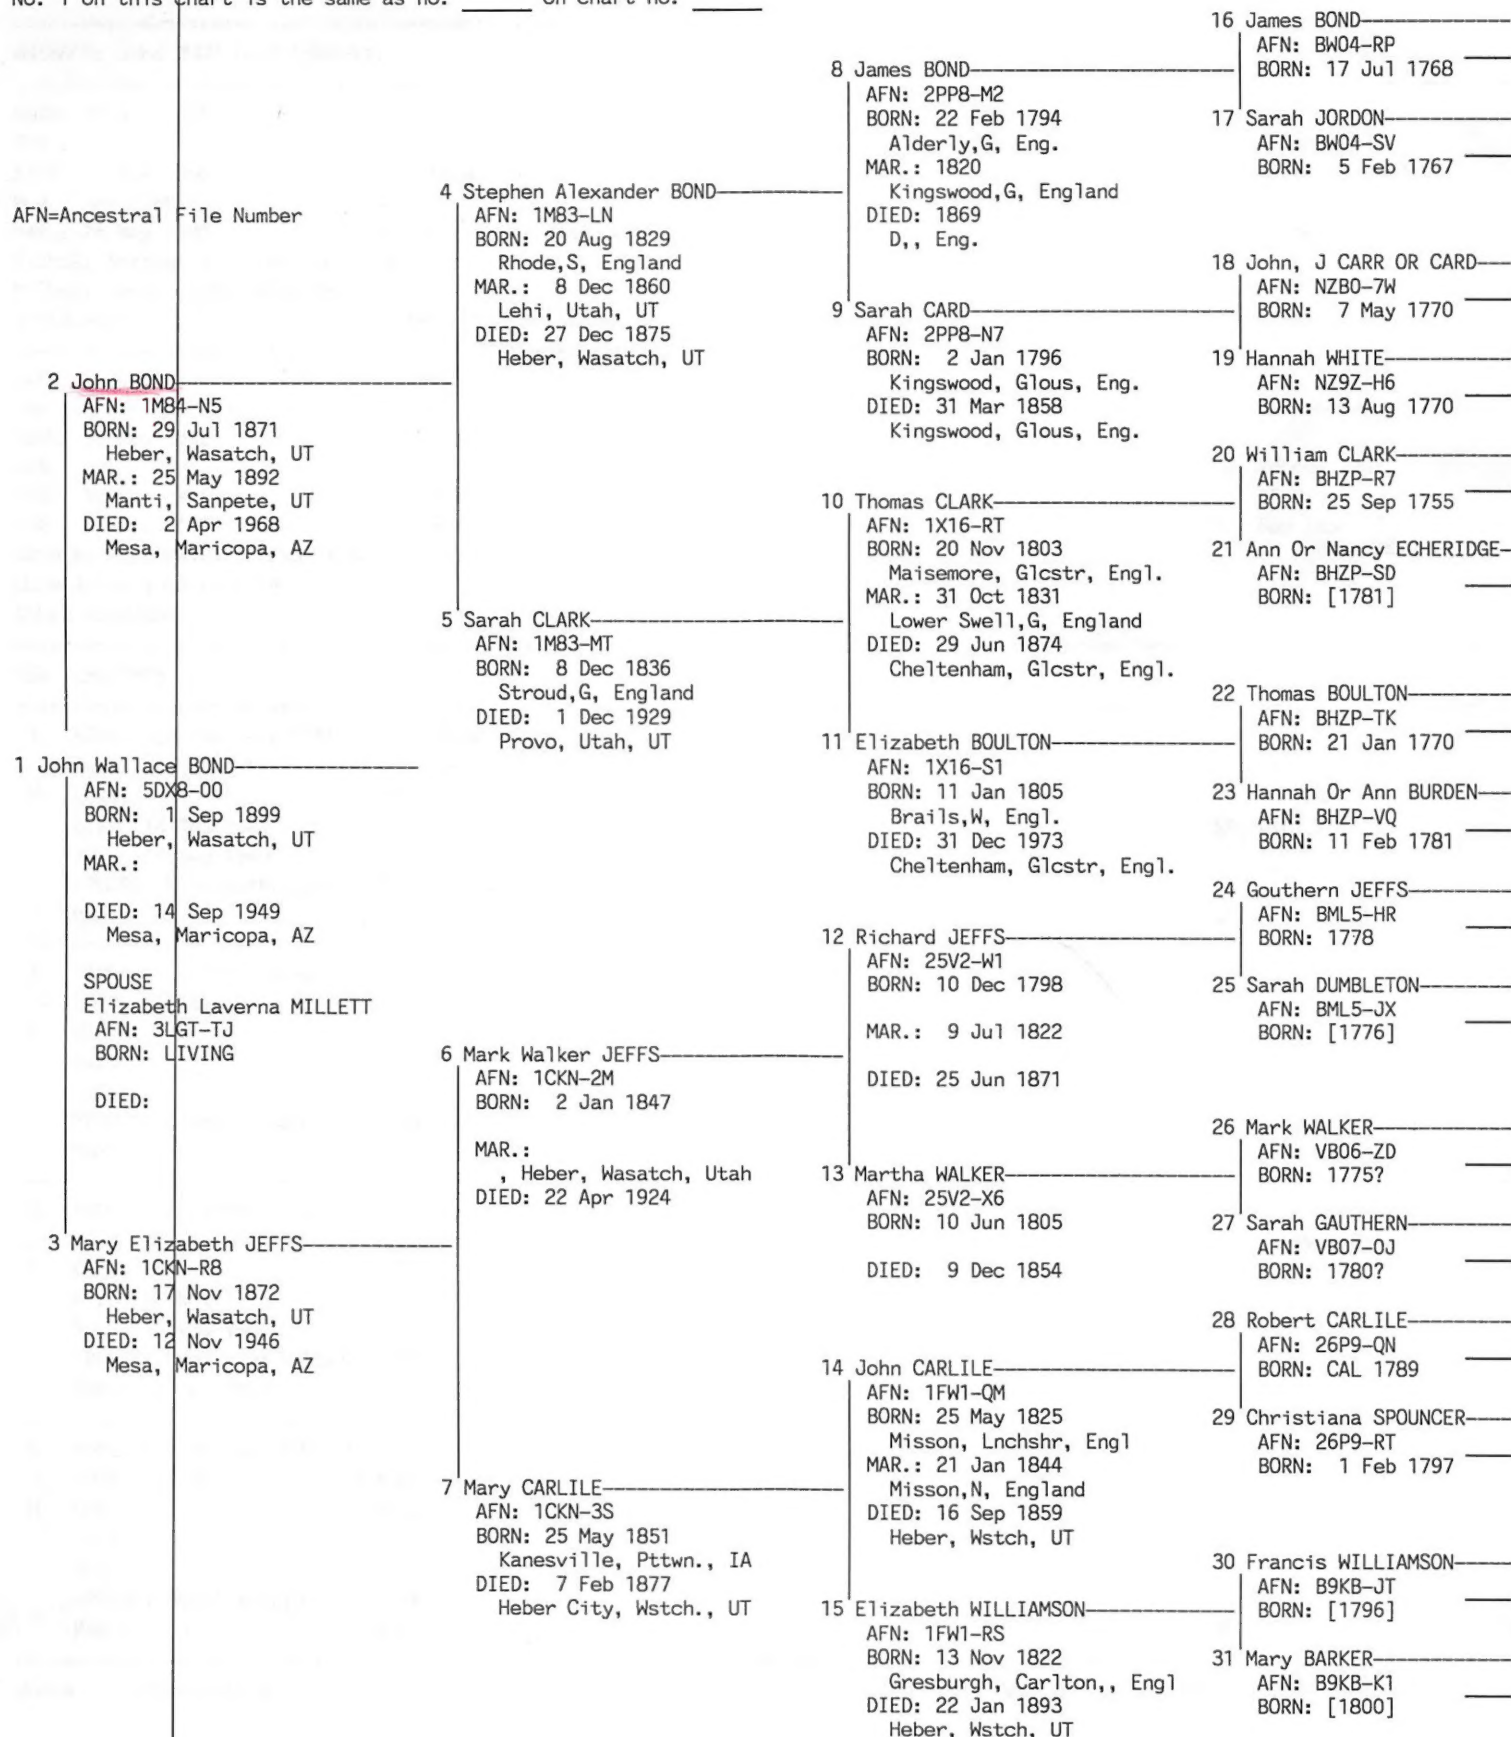 No. 1 on this chart is the same as no. ______ on chart no. ______
AFN=Ancestral File Number
1 John Wallace BOND
AFN: 5DX8-00
BORN: 1 Sep 1899
Heber, Wasatch, UT
MAR.:
DIED: 14 Sep 1949
Mesa, Maricopa, AZ
SPOUSE
Elizabeth Laverna MILLETT
AFN: 3LGT-TJ
BORN: LIVING
DIED:
2 John BOND
AFN: 1M84-N5
BORN: 29 Jul 1871
Heber, Wasatch, UT
MAR.: 25 May 1892
Manti, Sanpete, UT
DIED: 2 Apr 1968
Mesa, Maricopa, AZ
3 Mary Elizabeth JEFFS
AFN: 1CKN-R8
BORN: 17 Nov 1872
Heber, Wasatch, UT
DIED: 12 Nov 1946
Mesa, Maricopa, AZ
4 Stephen Alexander BOND
AFN: 1M83-LN
BORN: 20 Aug 1829
Rhode,S, England
MAR.: 8 Dec 1860
Lehi, Utah, UT
DIED: 27 Dec 1875
Heber, Wasatch, UT
5 Sarah CLARK
AFN: 1M83-MT
BORN: 8 Dec 1836
Stroud,G, England
DIED: 1 Dec 1929
Provo, Utah, UT
6 Mark Walker JEFFS
AFN: 1CKN-2M
BORN: 2 Jan 1847
MAR.:
, Heber, Wasatch, Utah
DIED: 22 Apr 1924
7 Mary CARLILE
AFN: 1CKN-3S
BORN: 25 May 1851
Kanesville, Pttwn., IA
DIED: 7 Feb 1877
Heber City, Wstch., UT
8 James BOND
AFN: 2PP8-M2
BORN: 22 Feb 1794
Alderly,G, Eng.
MAR.: 1820
Kingswood,G, England
DIED: 1869
D,, Eng.
9 Sarah CARD
AFN: 2PP8-N7
BORN: 2 Jan 1796
Kingswood, Glous, Eng.
DIED: 31 Mar 1858
Kingswood, Glous, Eng.
10 Thomas CLARK
AFN: 1X16-RT
BORN: 20 Nov 1803
Maisemore, Glcstr, Engl.
MAR.: 31 Oct 1831
Lower Swell,G, England
DIED: 29 Jun 1874
Cheltenham, Glcstr, Engl.
11 Elizabeth BOULTON
AFN: 1X16-S1
BORN: 11 Jan 1805
Brails,W, Engl.
DIED: 31 Dec 1973
Cheltenham, Glcstr, Engl.
12 Richard JEFFS
AFN: 25V2-W1
BORN: 10 Dec 1798
MAR.: 9 Jul 1822
DIED: 25 Jun 1871
13 Martha WALKER
AFN: 25V2-X6
BORN: 10 Jun 1805
DIED: 9 Dec 1854
14 John CARLILE
AFN: 1FW1-QM
BORN: 25 May 1825
Misson, Lnchshr, Engl
MAR.: 21 Jan 1844
Misson,N, England
DIED: 16 Sep 1859
Heber, Wstch, UT
15 Elizabeth WILLIAMSON
AFN: 1FW1-RS
BORN: 13 Nov 1822
Gresburgh, Carlton,, Engl
DIED: 22 Jan 1893
Heber, Wstch, UT
16 James BOND
AFN: BW04-RP
BORN: 17 Jul 1768
17 Sarah JORDON
AFN: BW04-SV
BORN: 5 Feb 1767
18 John, J CARR OR CARD
AFN: NZB0-7W
BORN: 7 May 1770
19 Hannah WHITE
AFN: NZ9Z-H6
BORN: 13 Aug 1770
20 William CLARK
AFN: BHZP-R7
BORN: 25 Sep 1755
21 Ann Or Nancy ECHERIDGE
AFN: BHZP-SD
BORN: [1781]
22 Thomas BOULTON
AFN: BHZP-TK
BORN: 21 Jan 1770
23 Hannah Or Ann BURDEN
AFN: BHZP-VQ
BORN: 11 Feb 1781
24 Gouthern JEFFS
AFN: BML5-HR
BORN: 1778
25 Sarah DUMBLETON
AFN: BML5-JX
BORN: [1776]
26 Mark WALKER
AFN: VB06-ZD
BORN: 1775?
27 Sarah GAUTHERN
AFN: VB07-0J
BORN: 1780?
28 Robert CARLILE
AFN: 26P9-QN
BORN: CAL 1789
29 Christiana SPOUNCER
AFN: 26P9-RT
BORN: 1 Feb 1797
30 Francis WILLIAMSON
AFN: B9KB-JT
BORN: [1796]
31 Mary BARKER
AFN: B9KB-K1
BORN: [1800]